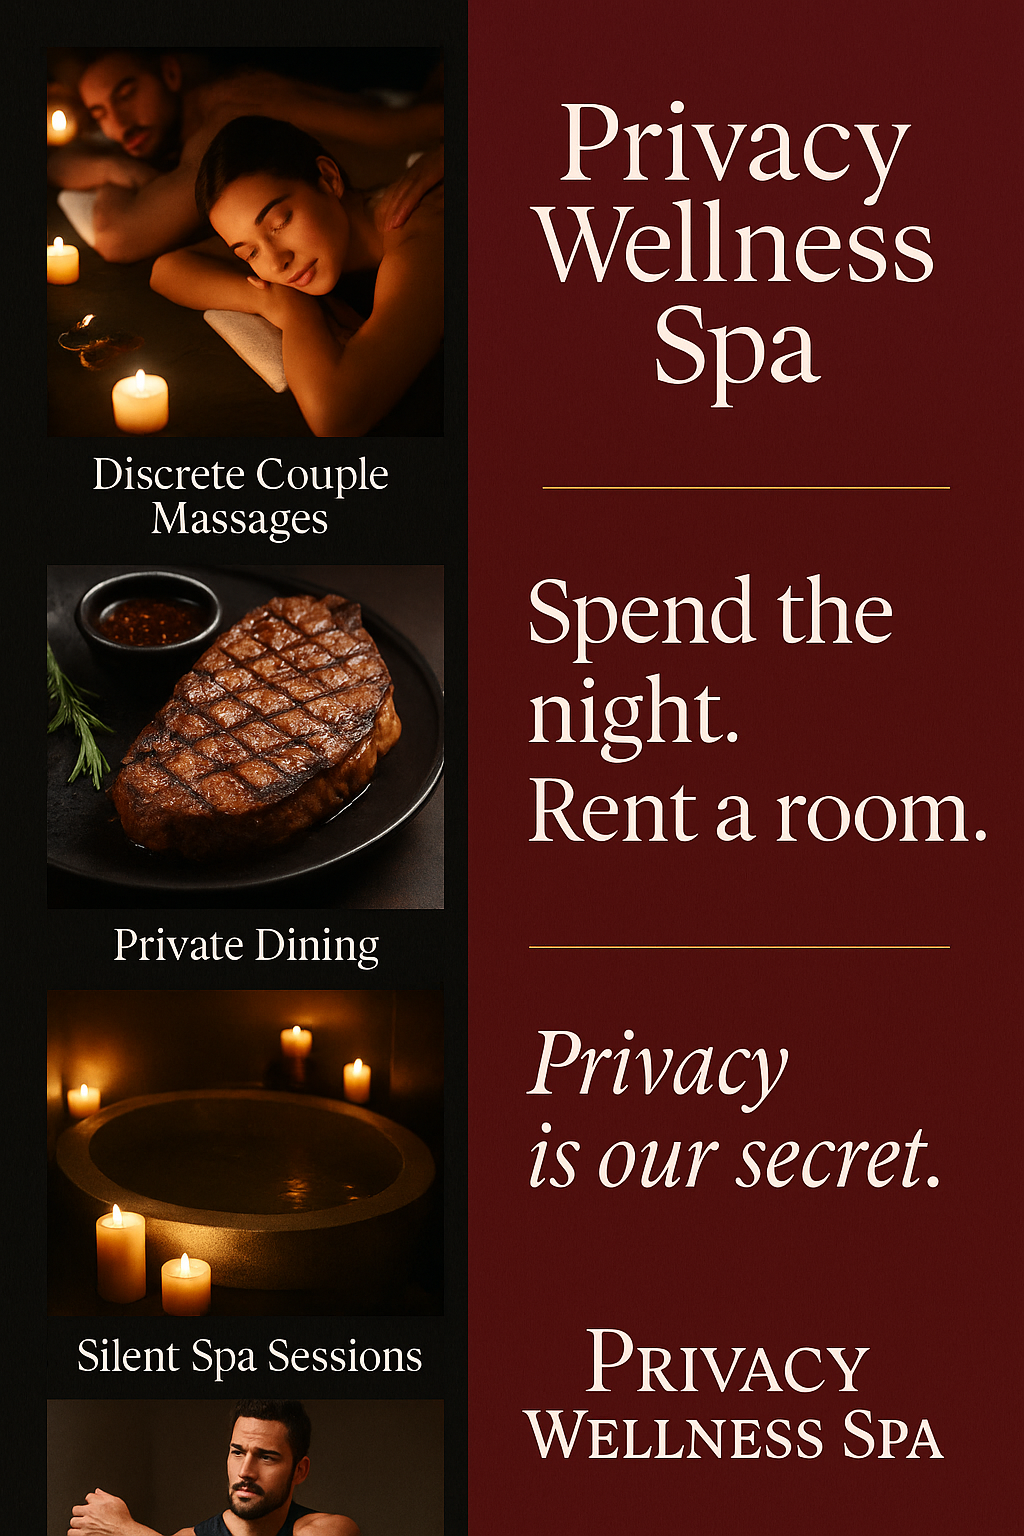 Discrete Couple
Massages
Private Dining
Silent Spa Sessions
Privacy
Wellness
Spa
Spend the
night.
Rent a room.
Privacy
is our secret.
PRIVACY
WELLNESS SPA